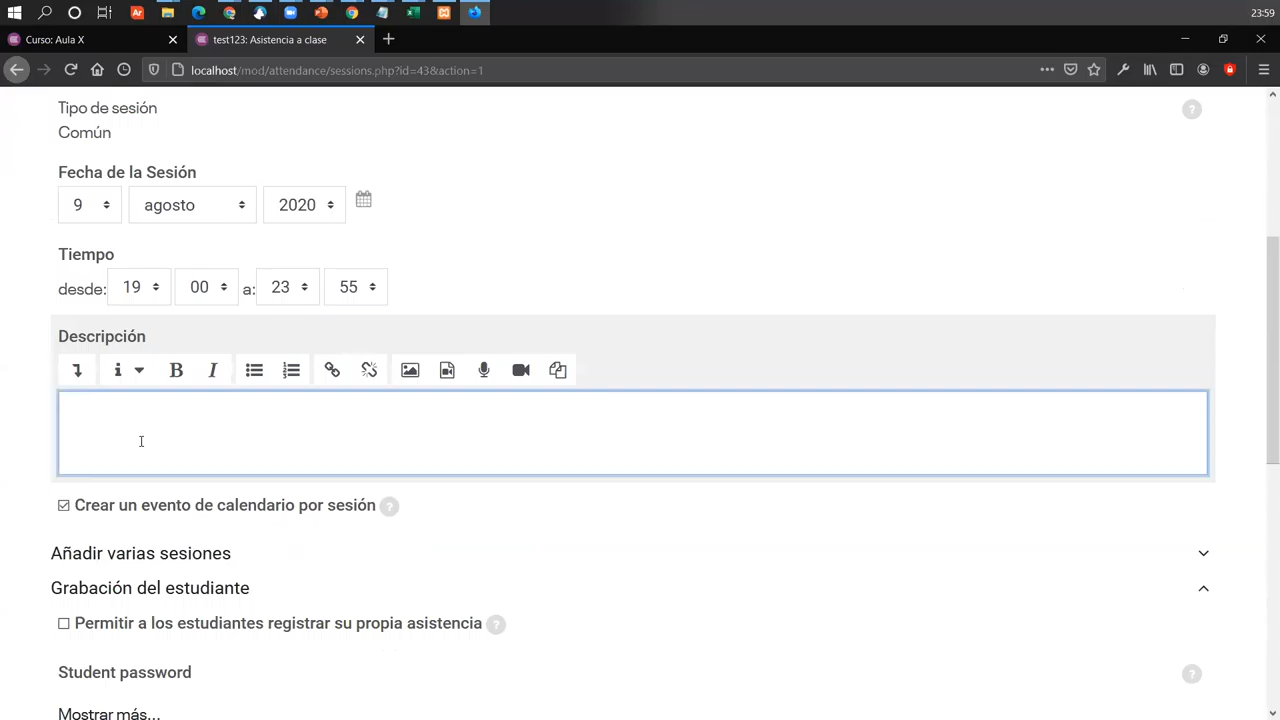 23:59
Curso: Aula X
test123: Asistencia a clase
localhost/mod/attendance/sessions.php?id=43&action=1
Tipo de sesión
Común
Fecha de la Sesión
9 agosto 2020
Tiempo
desde: 19 00 a: 23 55
Descripción
Crear un evento de calendario por sesión
Añadir varias sesiones
Grabación del estudiante
Permitir a los estudiantes registrar su propia asistencia
Student password
Mostrar más...